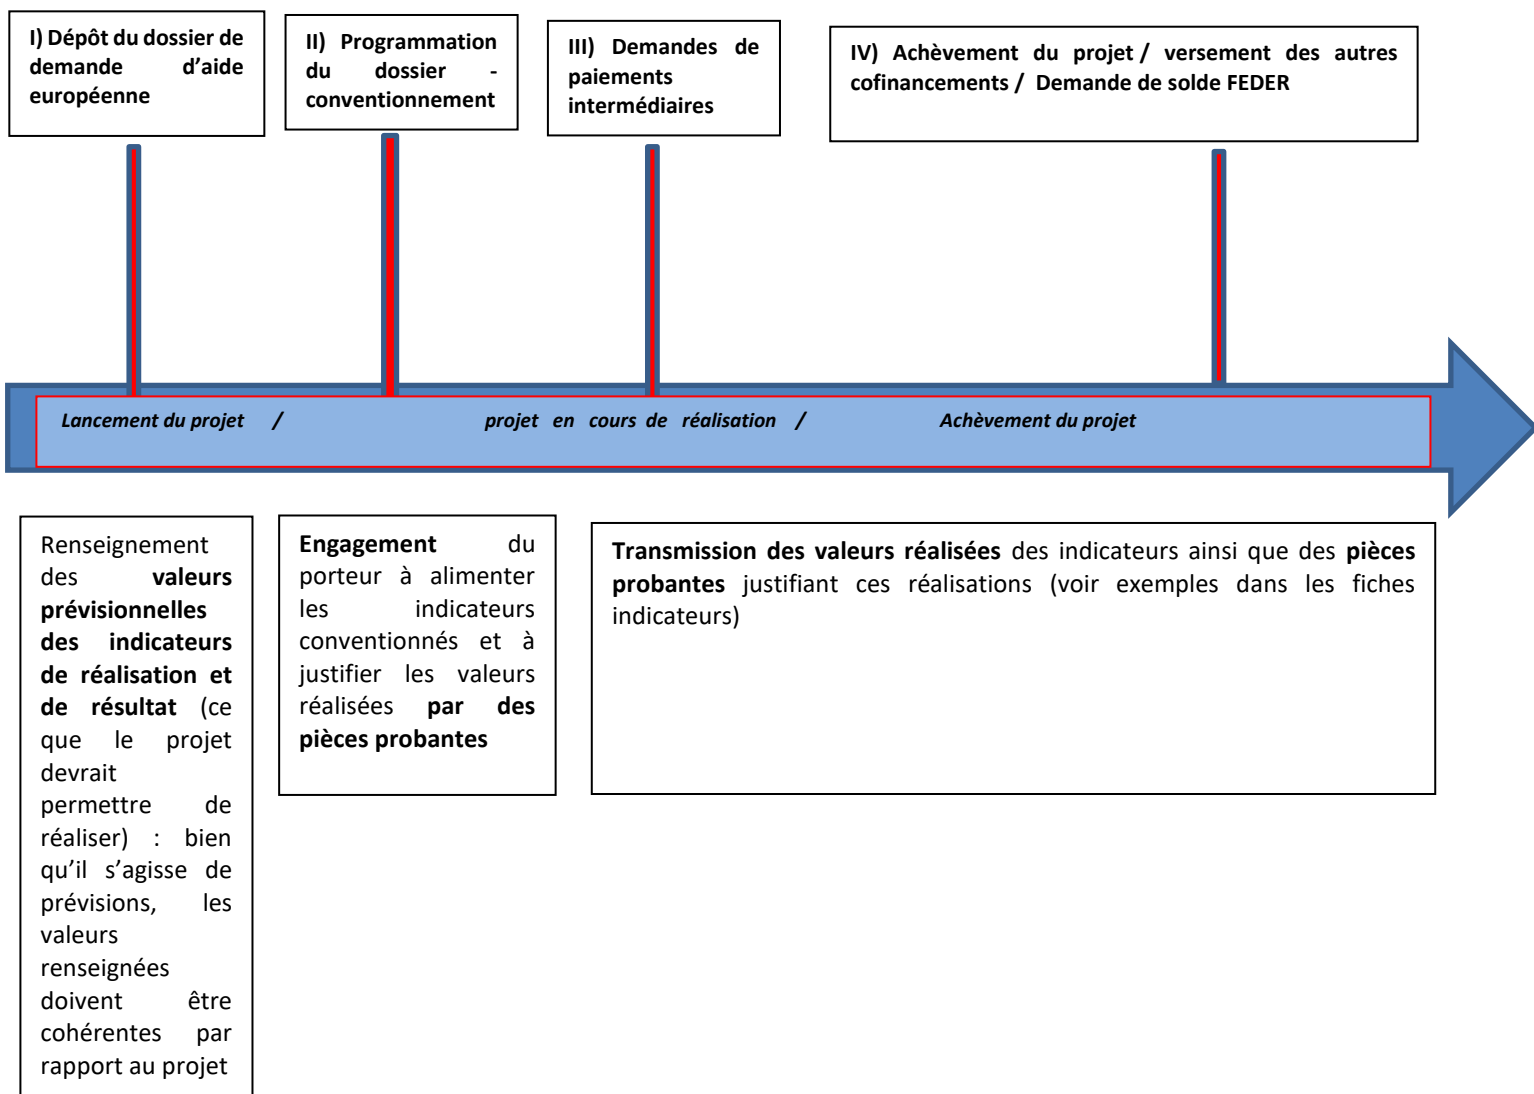 I) Dépôt du dossier de
demande d'aide
européenne
II) Programmation
du dossier -
conventionnement
III) Demandes de
paiements
intermédiaires
IV) Achèvement du projet / versement des autres
cofinancements / Demande de solde FEDER
Lancement du projet / projet en cours de réalisation / Achèvement du projet
Renseignement
des valeurs
prévisionnelles
des indicateurs
de réalisation et
de résultat (ce
que le projet
devrait
permettre de
réaliser) : bien
qu'il s'agisse de
prévisions, les
valeurs
renseignées
doivent être
cohérentes par
rapport au projet
Engagement du
porteur à alimenter
les indicateurs
conventionnés et à
justifier les valeurs
réalisées par des
pièces probantes
Transmission des valeurs réalisées des indicateurs ainsi que des pièces
probantes justifiant ces réalisations (voir exemples dans les fiches
indicateurs)